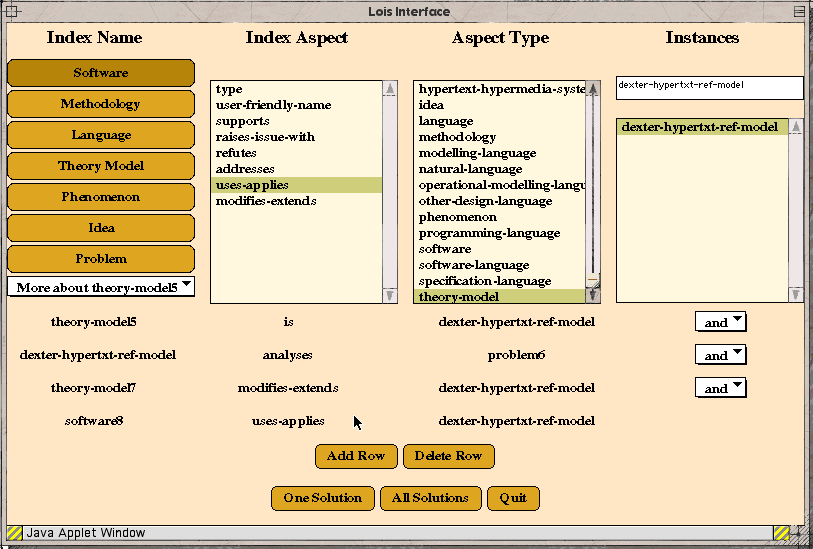 Lois Interface
Index Name Index Aspect Aspect Type Instances
Software
Methodology
Language
Theory Model
Phenomenon
Idea
Problem
More about theory-model5
type
user-friendly-name
supports
raises-issue-with
refutes
addresses
uses-applies
modifies-extends
hypertext-hypermedia-syste
idea
language
methodology
modelling-language
natural-language
operational-modelling-langu
other-design-language
phenomenon
programming-language
software
software-language
specification-language
theory-model
dexter-hypertxt-ref-model
dexter-hypertxt-ref-model
theory-model5 is dexter-hypertxt-ref-model and
dexter-hypertxt-ref-model analyses problem6 and
theory-model7 modifies-extends dexter-hypertxt-ref-model and
software8 uses-applies dexter-hypertxt-ref-model
Add Row Delete Row
One Solution All Solutions Quit
Java Applet Window